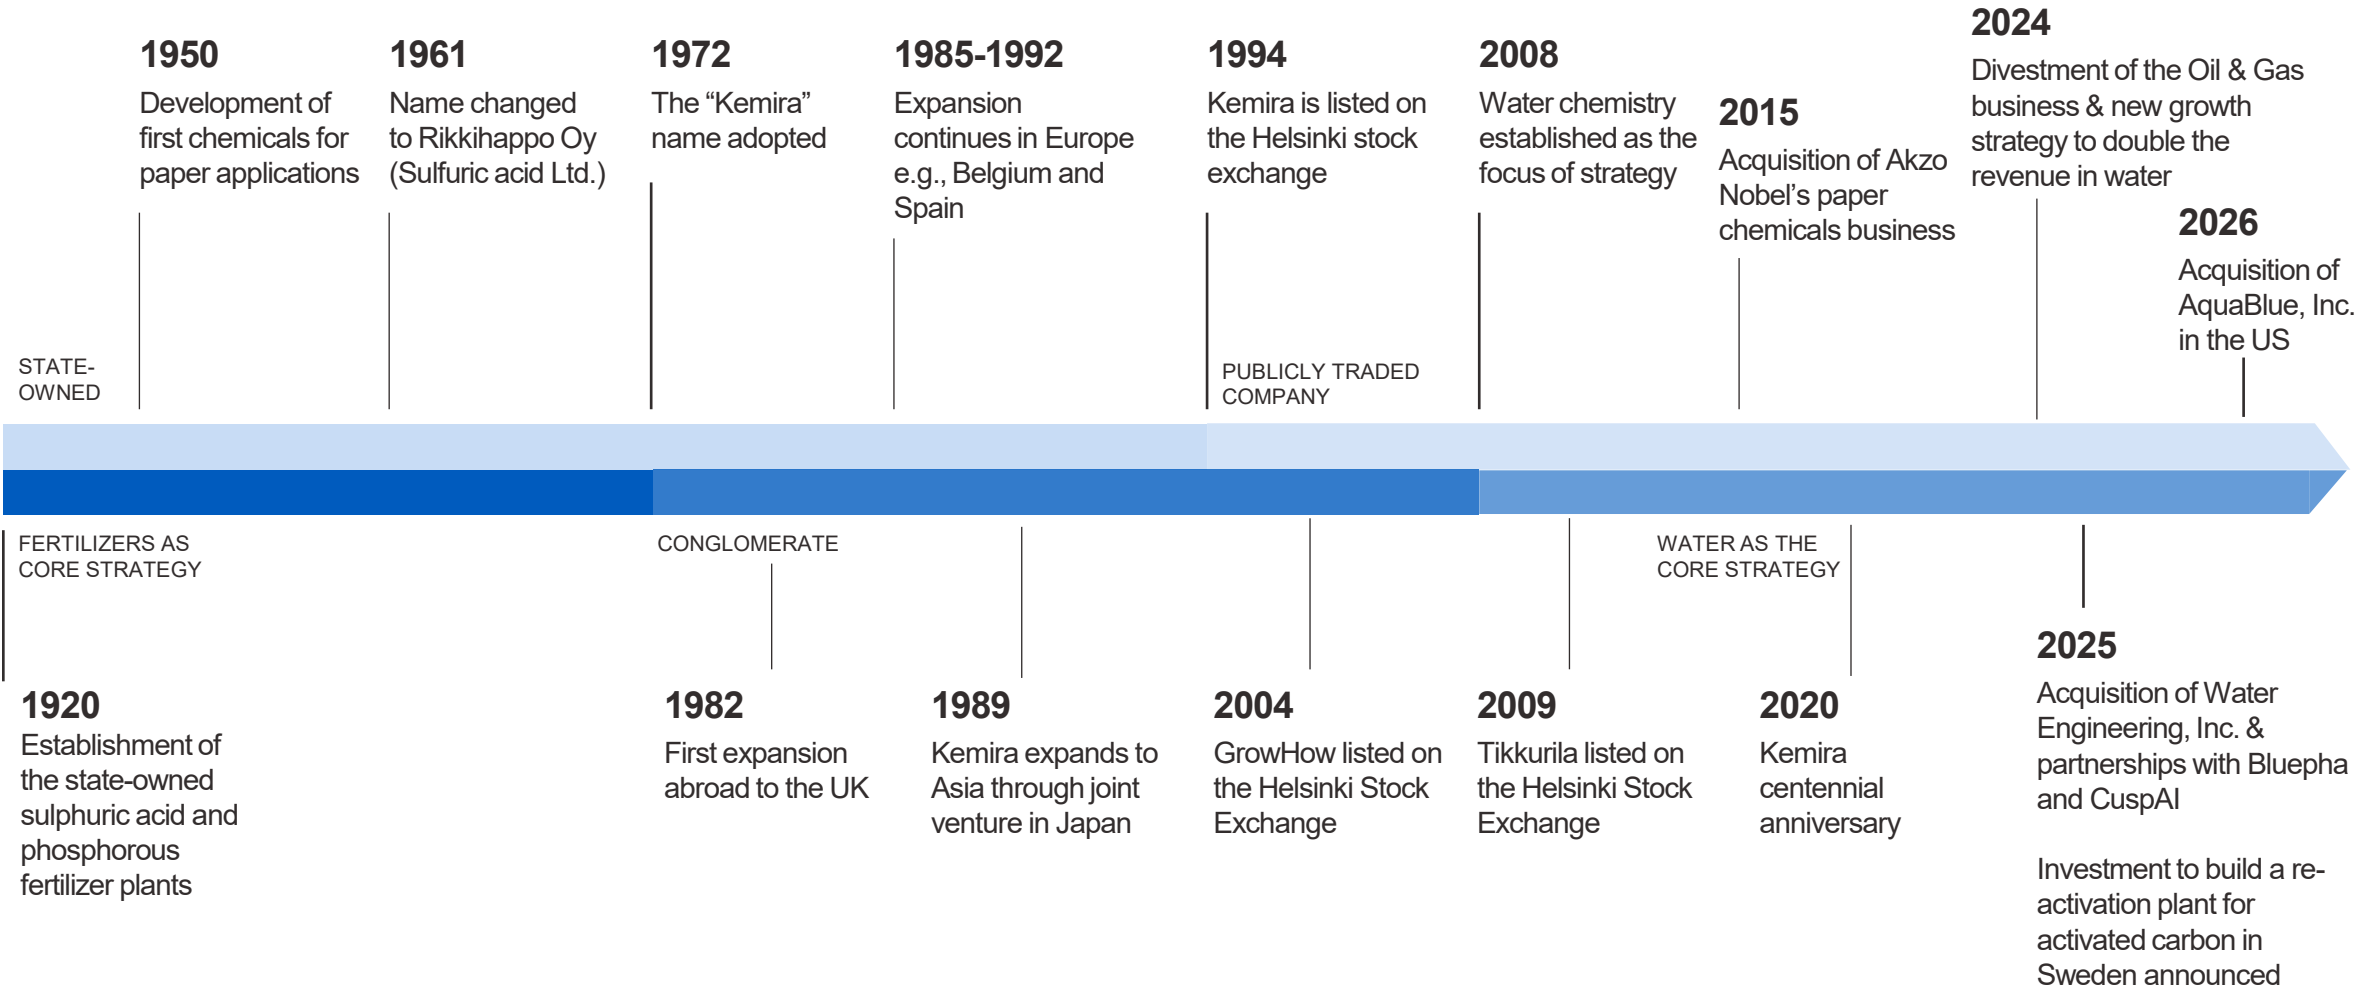 1950
Development of
first chemicals for
paper applications
1961
Name changed
to Rikkihappo Oy
(Sulfuric acid Ltd.)
1972
The “Kemira”
name adopted
1985-1992
Expansion
continues in Europe
e.g., Belgium and
Spain
1994
Kemira is listed on
the Helsinki stock
exchange
2008
Water chemistry
established as the
focus of strategy
2015
Acquisition of Akzo
Nobel’s paper
chemicals business
2024
Divestment of the Oil & Gas
business & new growth
strategy to double the
revenue in water
2026
Acquisition of
AquaBlue, Inc.
in the US
STATE-
OWNED
PUBLICLY TRADED
COMPANY
FERTILIZERS AS
CORE STRATEGY
CONGLOMERATE
WATER AS THE
CORE STRATEGY
1920
Establishment of
the state-owned
sulphuric acid and
phosphorous
fertilizer plants
1982
First expansion
abroad to the UK
1989
Kemira expands to
Asia through joint
venture in Japan
2004
GrowHow listed on
the Helsinki Stock
Exchange
2009
Tikkurila listed on
the Helsinki Stock
Exchange
2020
Kemira
centennial
anniversary
2025
Acquisition of Water
Engineering, Inc. &
partnerships with Bluepha
and CuspAI
Investment to build a re-
activation plant for
activated carbon in
Sweden announced